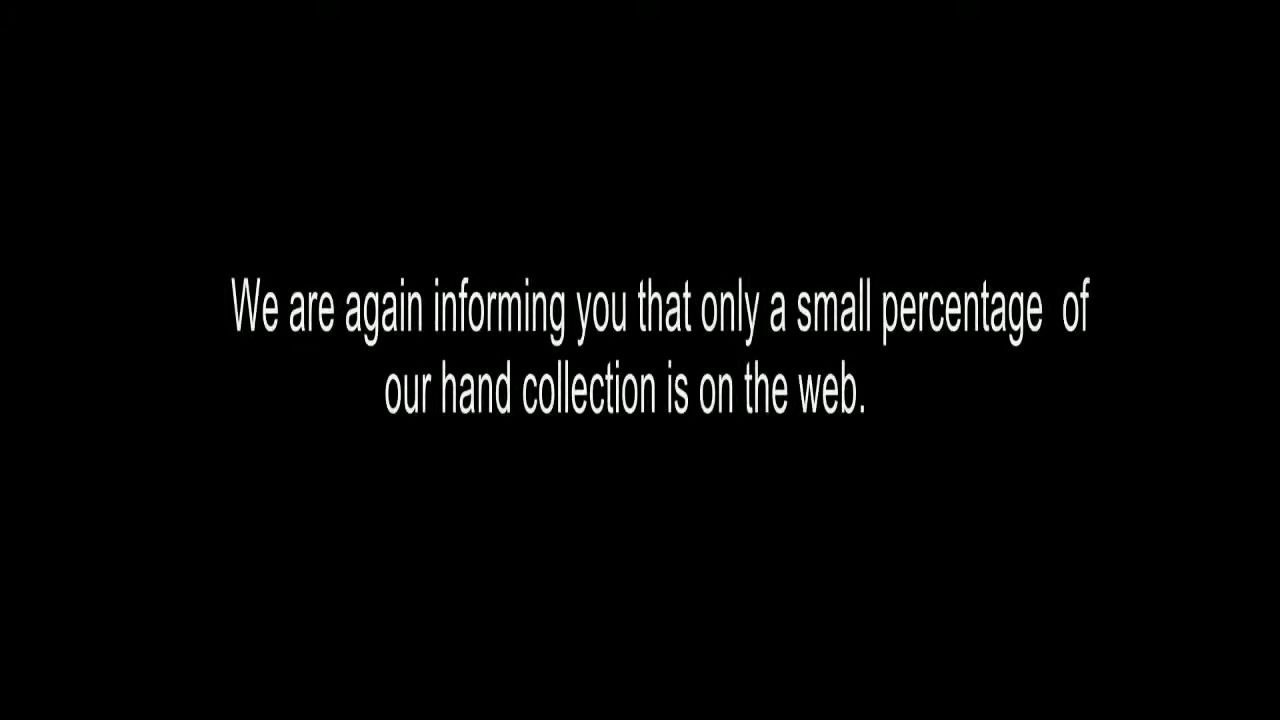 We are again informing you that only a small percentage  of
our hand collection is on the web.